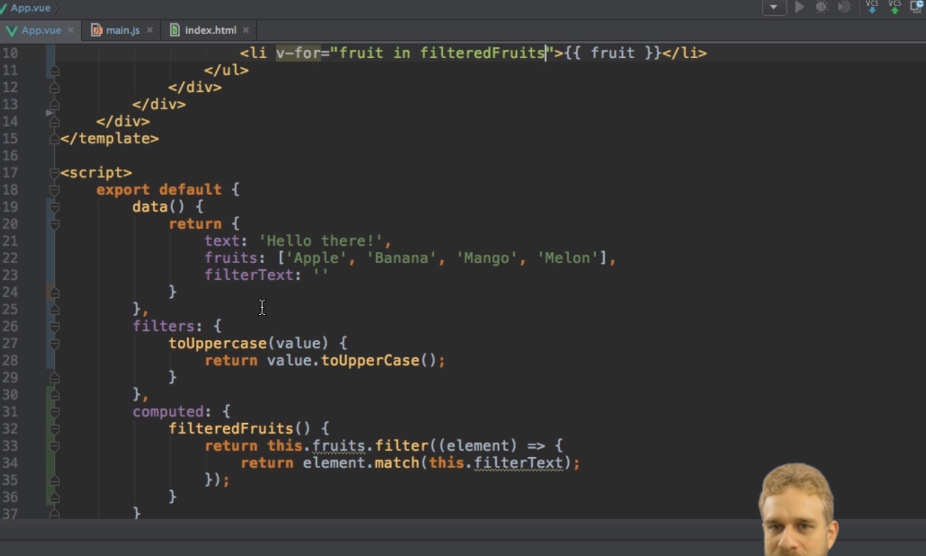 App.vue
App.vue × main.js × index.html ×
VCS VCS
10 <li v-for="fruit in filteredFruits">{{ fruit }}</li>
11 </ul>
12 </div>
13 </div>
14 </div>
15 </template>
16
17 <script>
18 export default {
19 data() {
20 return {
21 text: 'Hello there!',
22 fruits: ['Apple', 'Banana', 'Mango', 'Melon'],
23 filterText: ''
24 }
25 },
26 filters: {
27 toUppercase(value) {
28 return value.toUpperCase();
29 }
30 },
31 computed: {
32 filteredFruits() {
33 return this.fruits.filter((element) => {
34 return element.match(this.filterText);
35 });
36 }
37 }